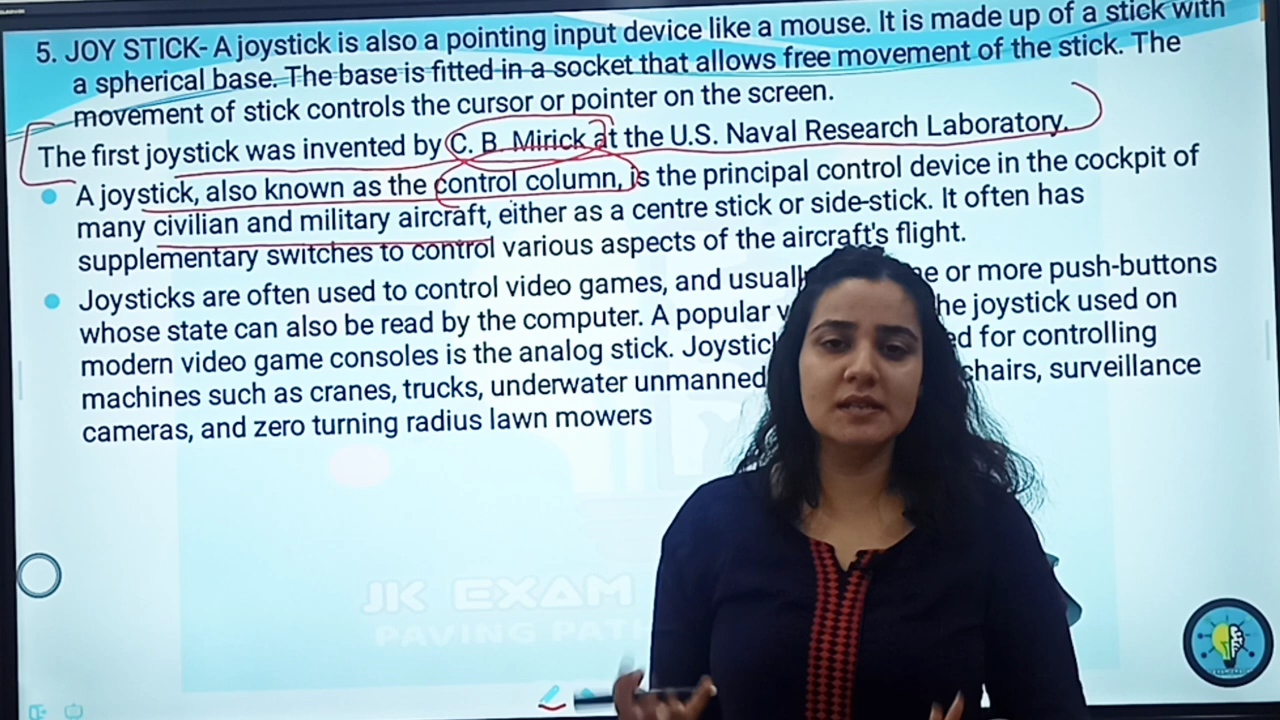 5. JOY STICK- A joystick is also a pointing input device like a mouse. It is made up of a stick with
a spherical base. The base is fitted in a socket that allows free movement of the stick. The
movement of stick controls the cursor or pointer on the screen.
The first joystick was invented by C. B. Mirick at the U.S. Naval Research Laboratory.
A joystick, also known as the control column, is the principal control device in the cockpit of
many civilian and military aircraft, either as a centre stick or side-stick. It often has
supplementary switches to control various aspects of the aircraft's flight.
Joysticks are often used to control video games, and usually or more push-buttons
whose state can also be read by the computer. A popular he joystick used on
modern video game consoles is the analog stick. Joystic for controlling
machines such as cranes, trucks, underwater unmanned chairs, surveillance
cameras, and zero turning radius lawn mowers
JK EXAM
PAVING PAT